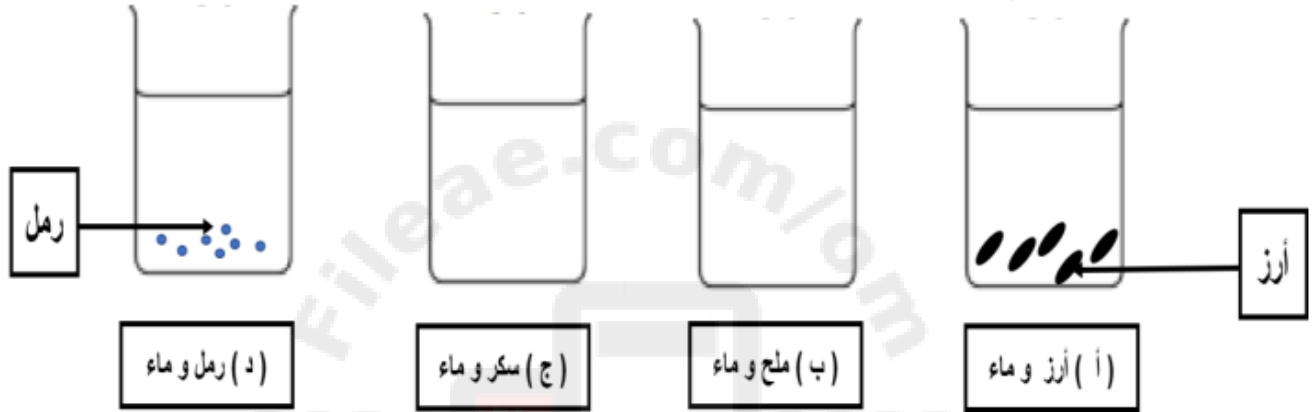 رمل
أرز
( أ ) أرز و ماء
( ب ) ملح و ماء
( ج ) سكر و ماء
( د ) رمل و ماء
Fileae.com/om